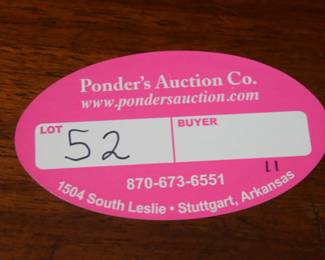 Ponder's Auction Co.
www.pondersauction.com
LOT 52 BUYER
870-673-6551
11
1504 South Leslie • Stuttgart, Arkansas